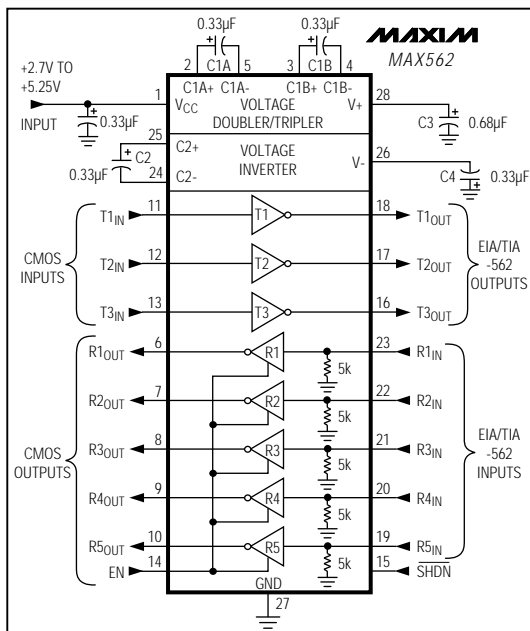 0.33µF
0.33µF
MAXIM
MAX562
2
C1A
5
3
C1B
4
+2.7V TO
+5.25V
C1A+
C1A-
C1B+
C1B-
1
VCC
VOLTAGE
DOUBLER/TRIPLER
V+
28
INPUT
0.33µF
C3
0.68µF
25
C2+
VOLTAGE
INVERTER
C2
0.33µF
24
C2-
V-
26
C4
0.33µF
T1IN
11
T1
18
T1OUT
CMOS
INPUTS
T2IN
12
T2
17
T2OUT
EIA/TIA
-562
OUTPUTS
T3IN
13
T3
16
T3OUT
R1OUT
6
R1
23
R1IN
5k
R2OUT
7
R2
22
R2IN
5k
CMOS
OUTPUTS
R3OUT
8
R3
21
R3IN
5k
EIA/TIA
-562
INPUTS
R4OUT
9
R4
20
R4IN
5k
R5OUT
10
R5
19
R5IN
5k
EN
14
15
SHDN
GND
27